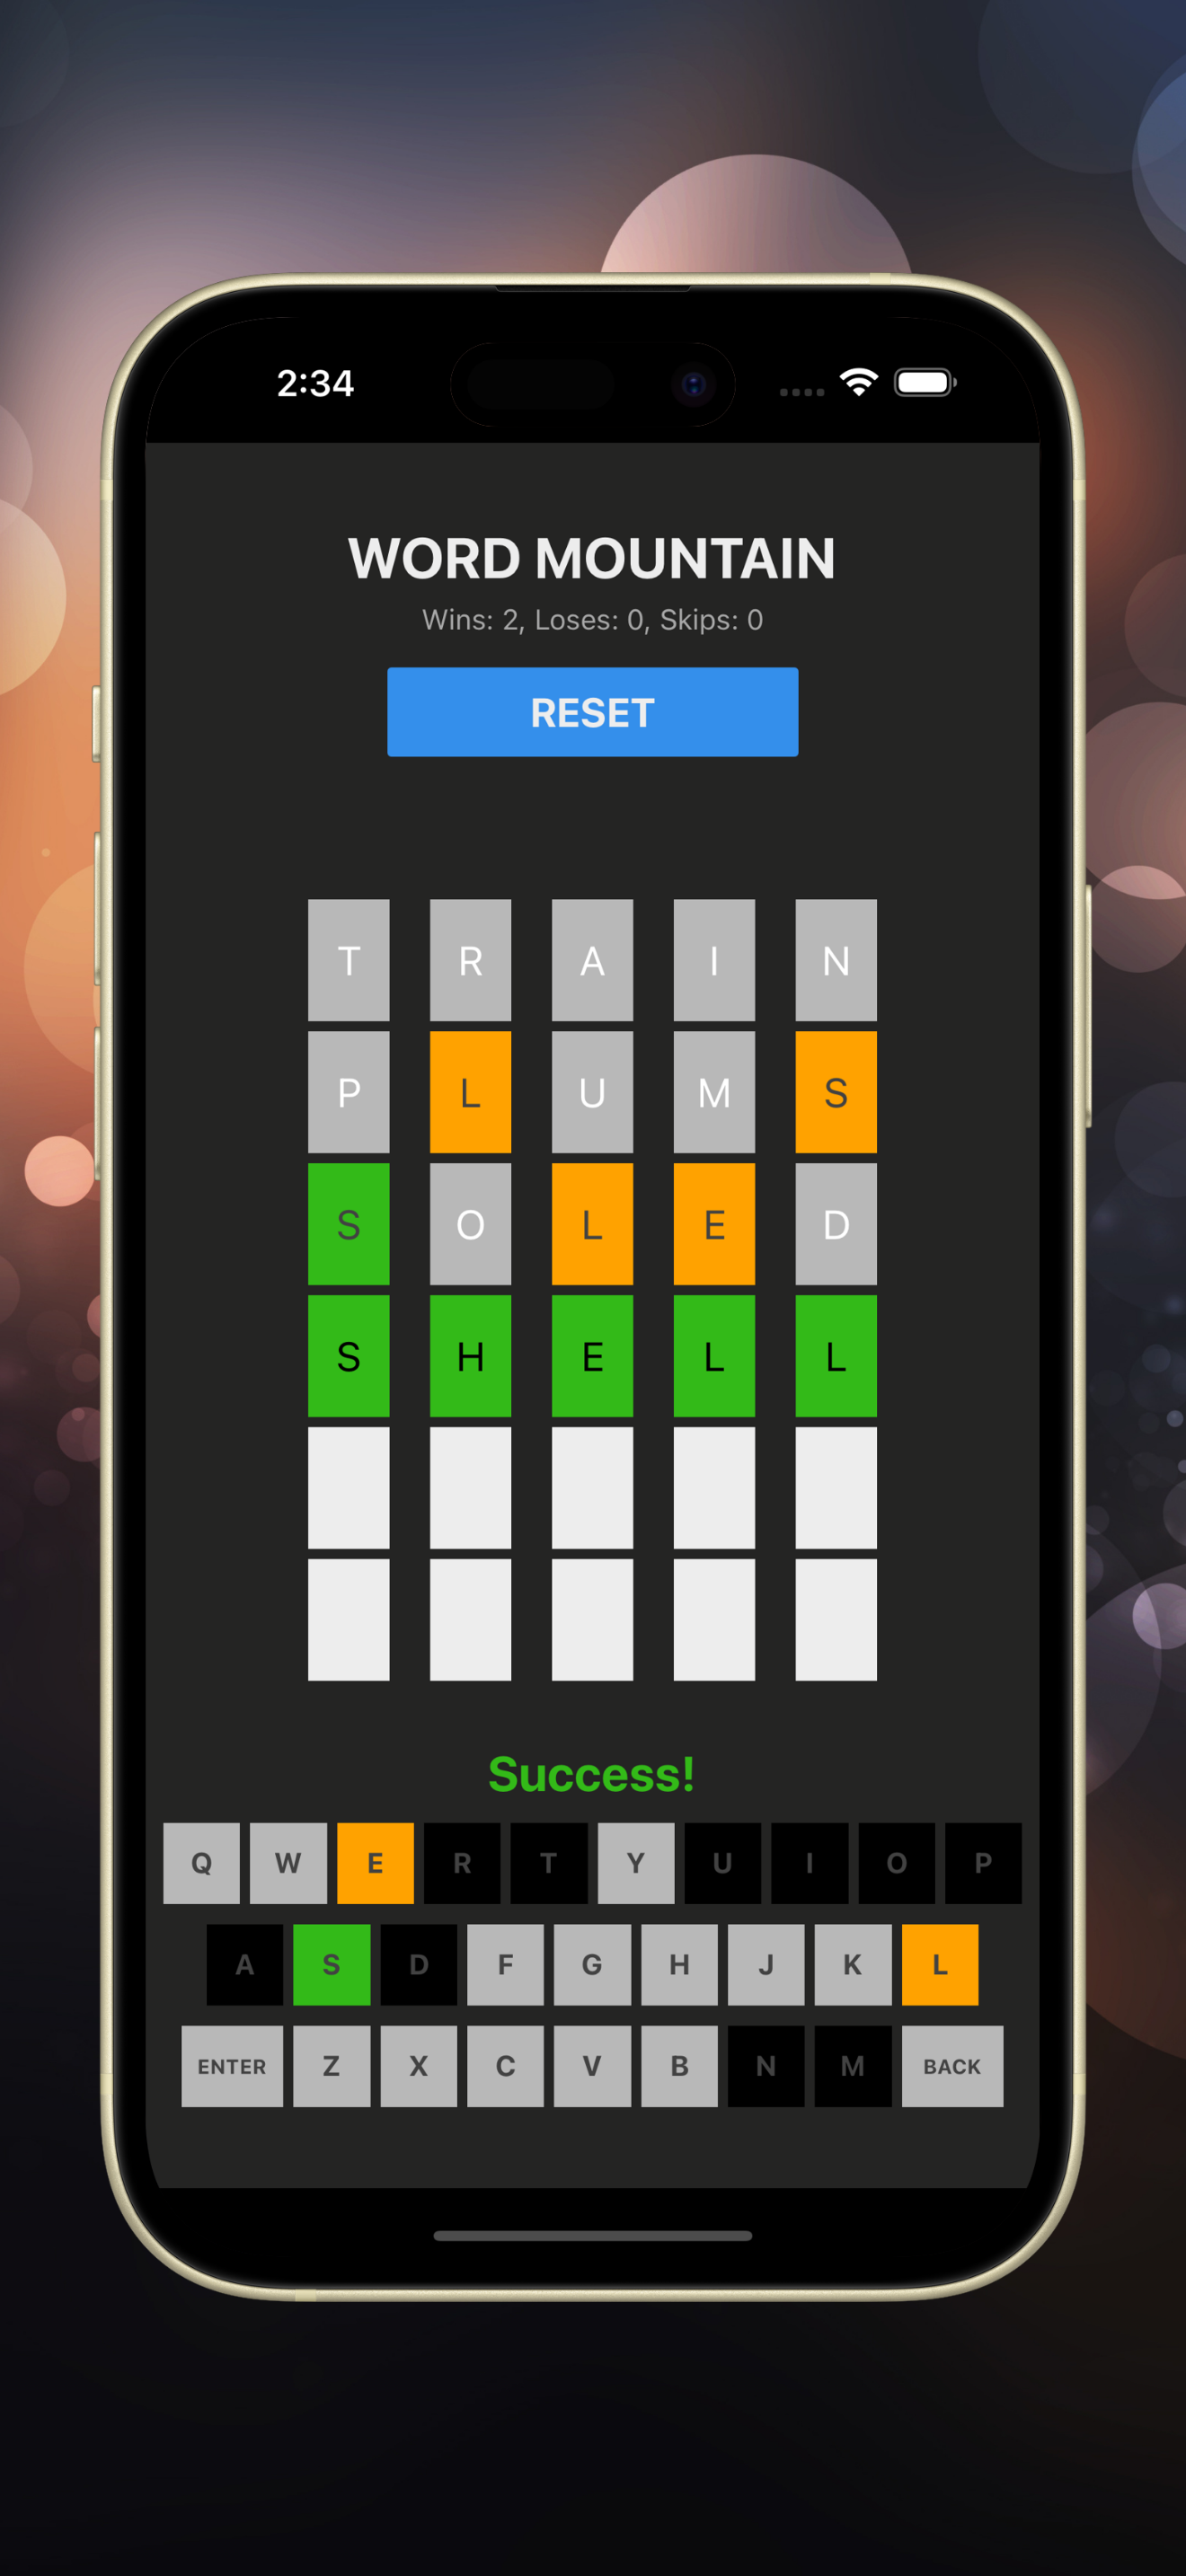 2:34
WORD MOUNTAIN
Wins: 2, Loses: 0, Skips: 0
RESET
T R A I N
P L U M S
S O L E D
S H E L L
Success!
Q W E R T Y U I O P
A S D F G H J K L
ENTER Z X C V B N M BACK